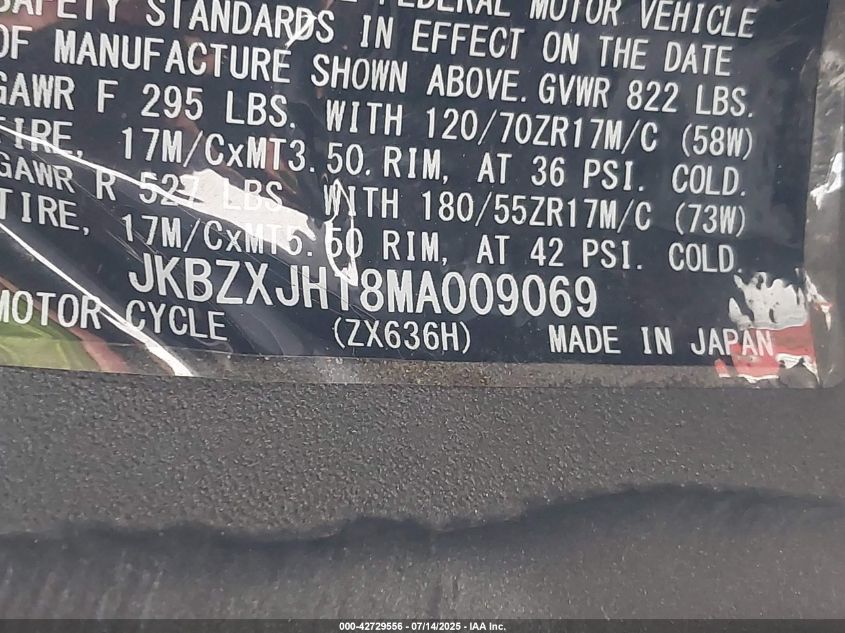 SAFETY STANDARDS IN EFFECT ON THE DATE
FEDERAL MOTOR VEHICLE
OF MANUFACTURE SHOWN ABOVE. GVWR 822 LBS.
GAWR F 295 LBS. WITH 120/70ZR17M/C (58W)
TIRE, 17M/CxMT3.50. RIM, AT 36 PSI. COLD.
GAWR R 527 LBS. WITH 180/55ZR17M/C (73W)
TIRE, 17M/CxMT5.50 RIM, AT 42 PSI. COLD.
JKBZXJHT8MA009069
MOTOR CYCLE (ZX636H) MADE IN JAPAN
000-42729556 - 07/14/2025 - IAA Inc.